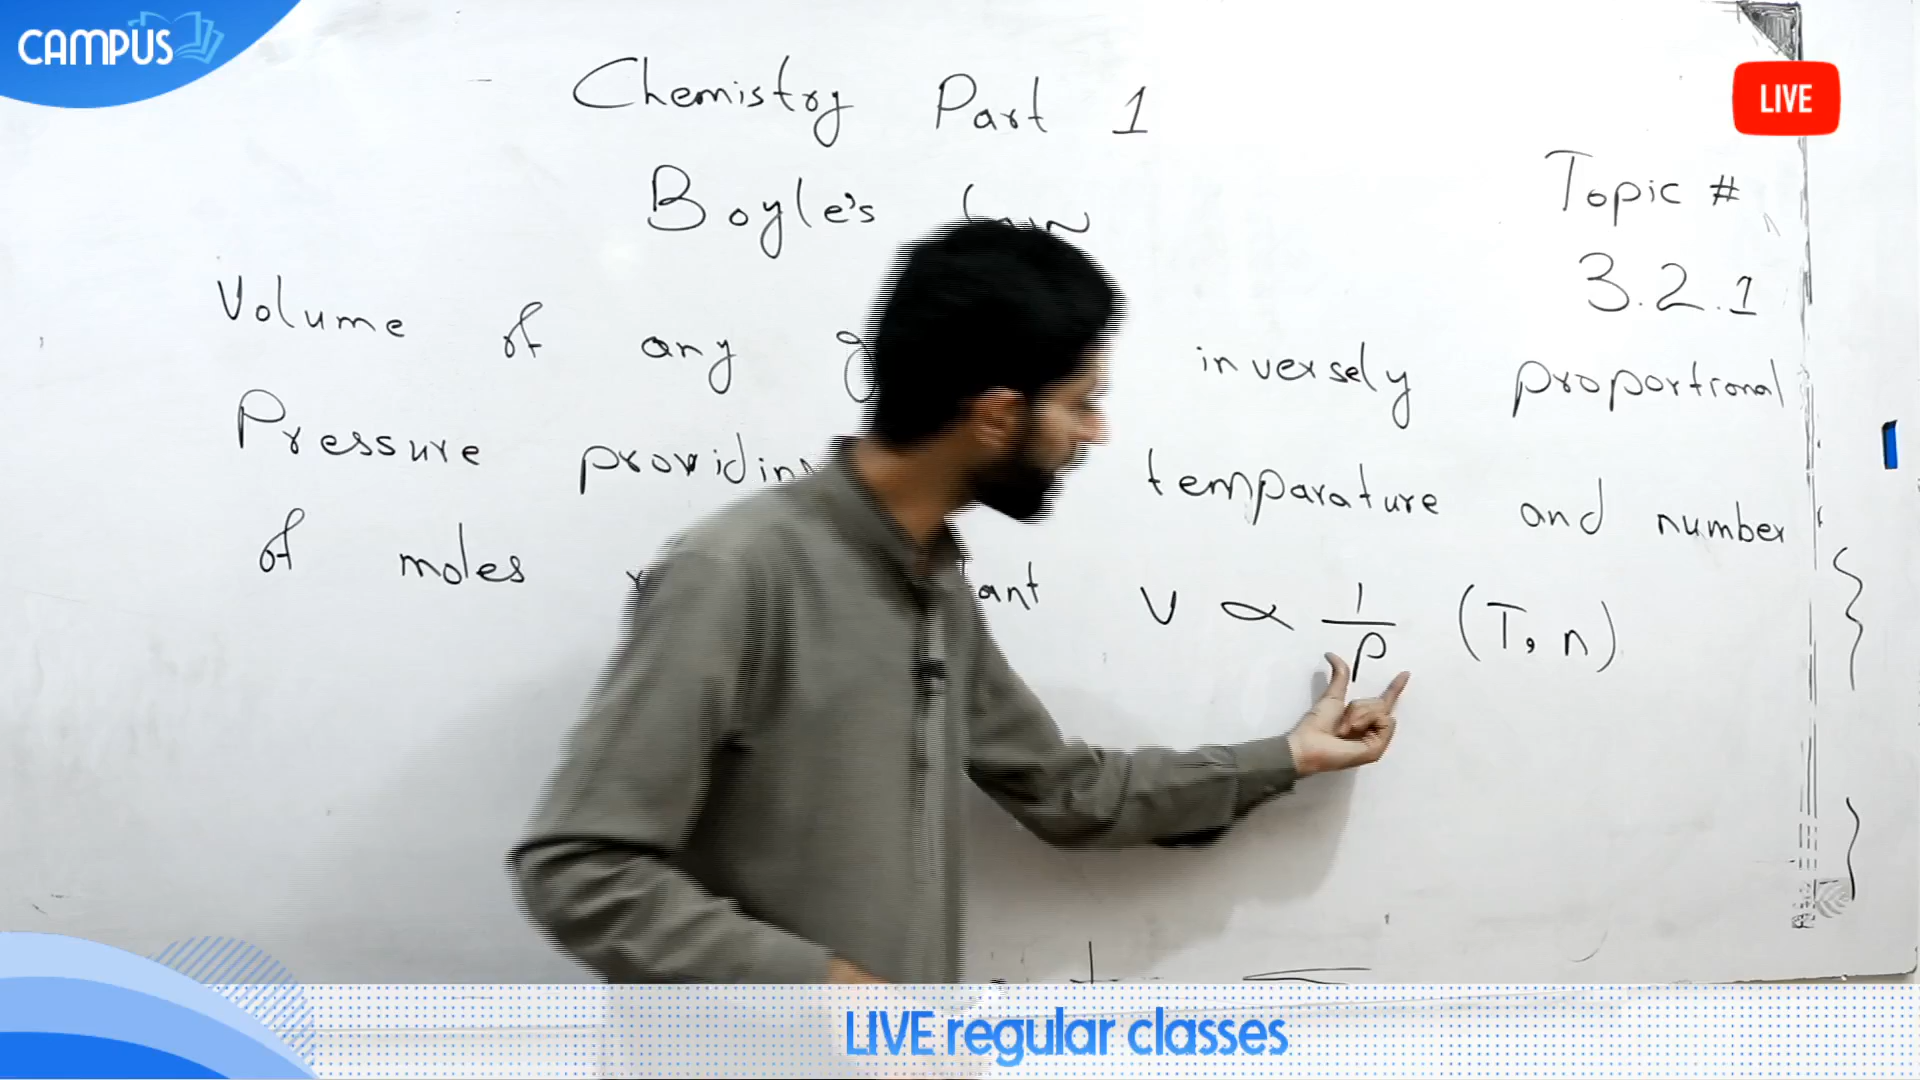 CAMPUS
LIVE
Chemistry Part 1
Boyle's
Topic #
3.2.1
Volume of any inversely proportional
Pressure temparature and number
of moles
V ∝ 1/P (T, n)
LIVE regular classes